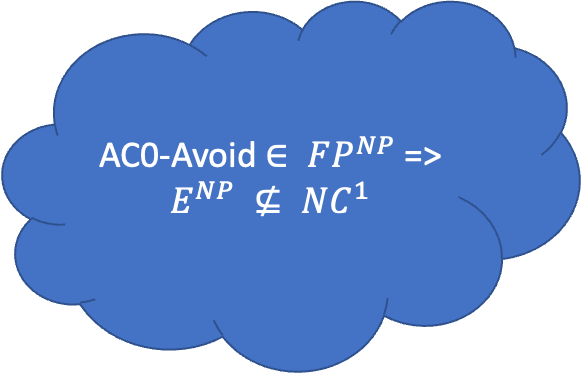 AC0-Avoid ∈ FP^NP =>
E^NP ⊈ NC^1